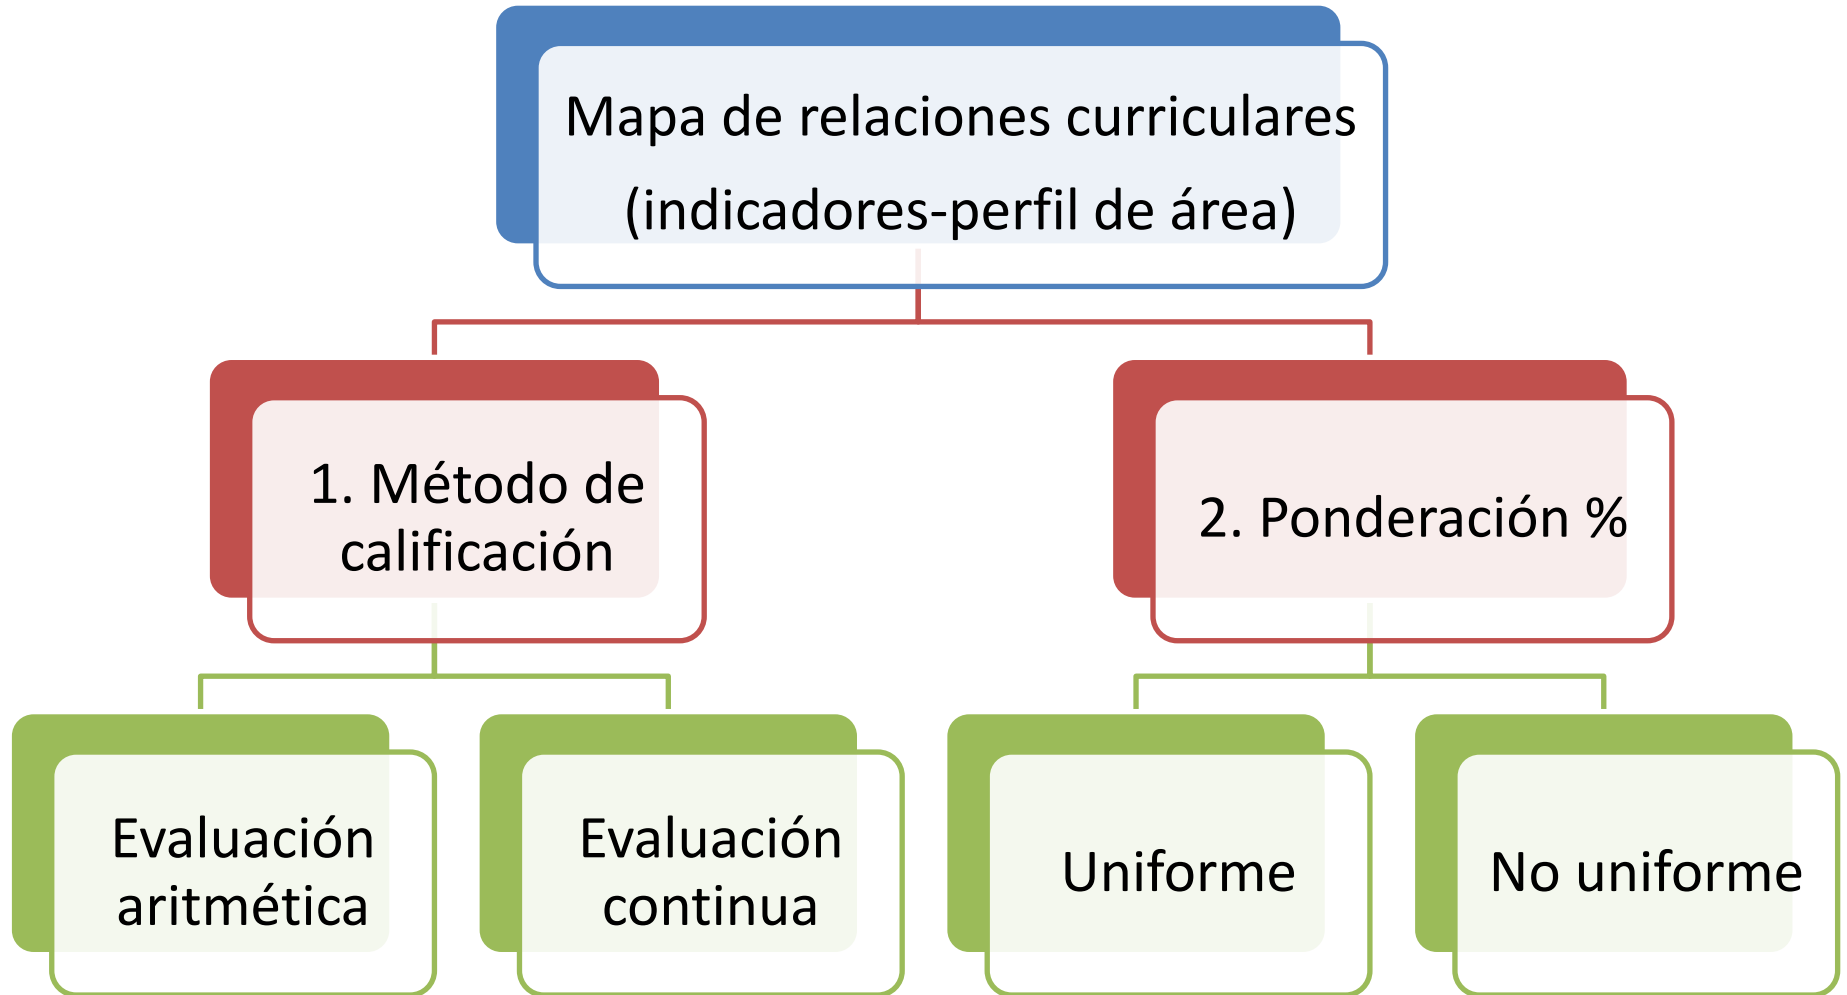 Mapa de relaciones curriculares
(indicadores-perfil de área)
1. Método de
calificación
2. Ponderación %
Evaluación
aritmética
Evaluación
continua
Uniforme
No uniforme